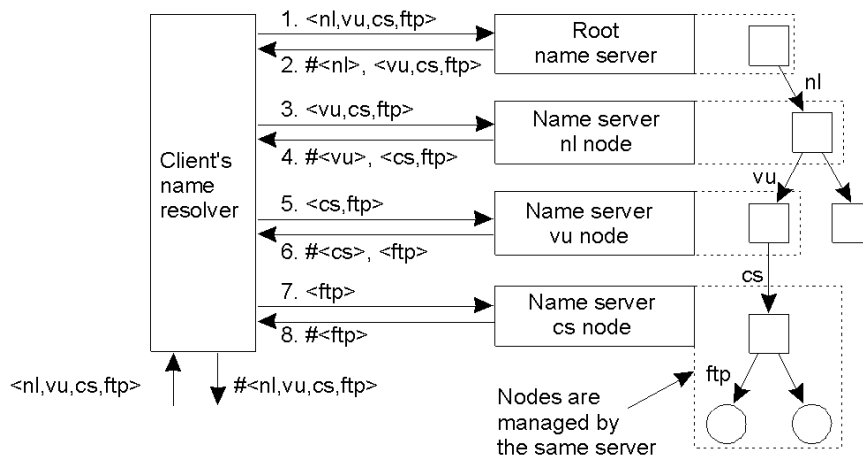 1. <nl,vu,cs,ftp>
2. #<nl>, <vu,cs,ftp>
3. <vu,cs,ftp>
4. #<vu>, <cs,ftp>
5. <cs,ftp>
6. #<cs>, <ftp>
7. <ftp>
8. #<ftp>
Client's
name
resolver
<nl,vu,cs,ftp>
#<nl,vu,cs,ftp>
Root
name server
Name server
nl node
Name server
vu node
Name server
cs node
nl
vu
cs
ftp
Nodes are
managed by
the same server